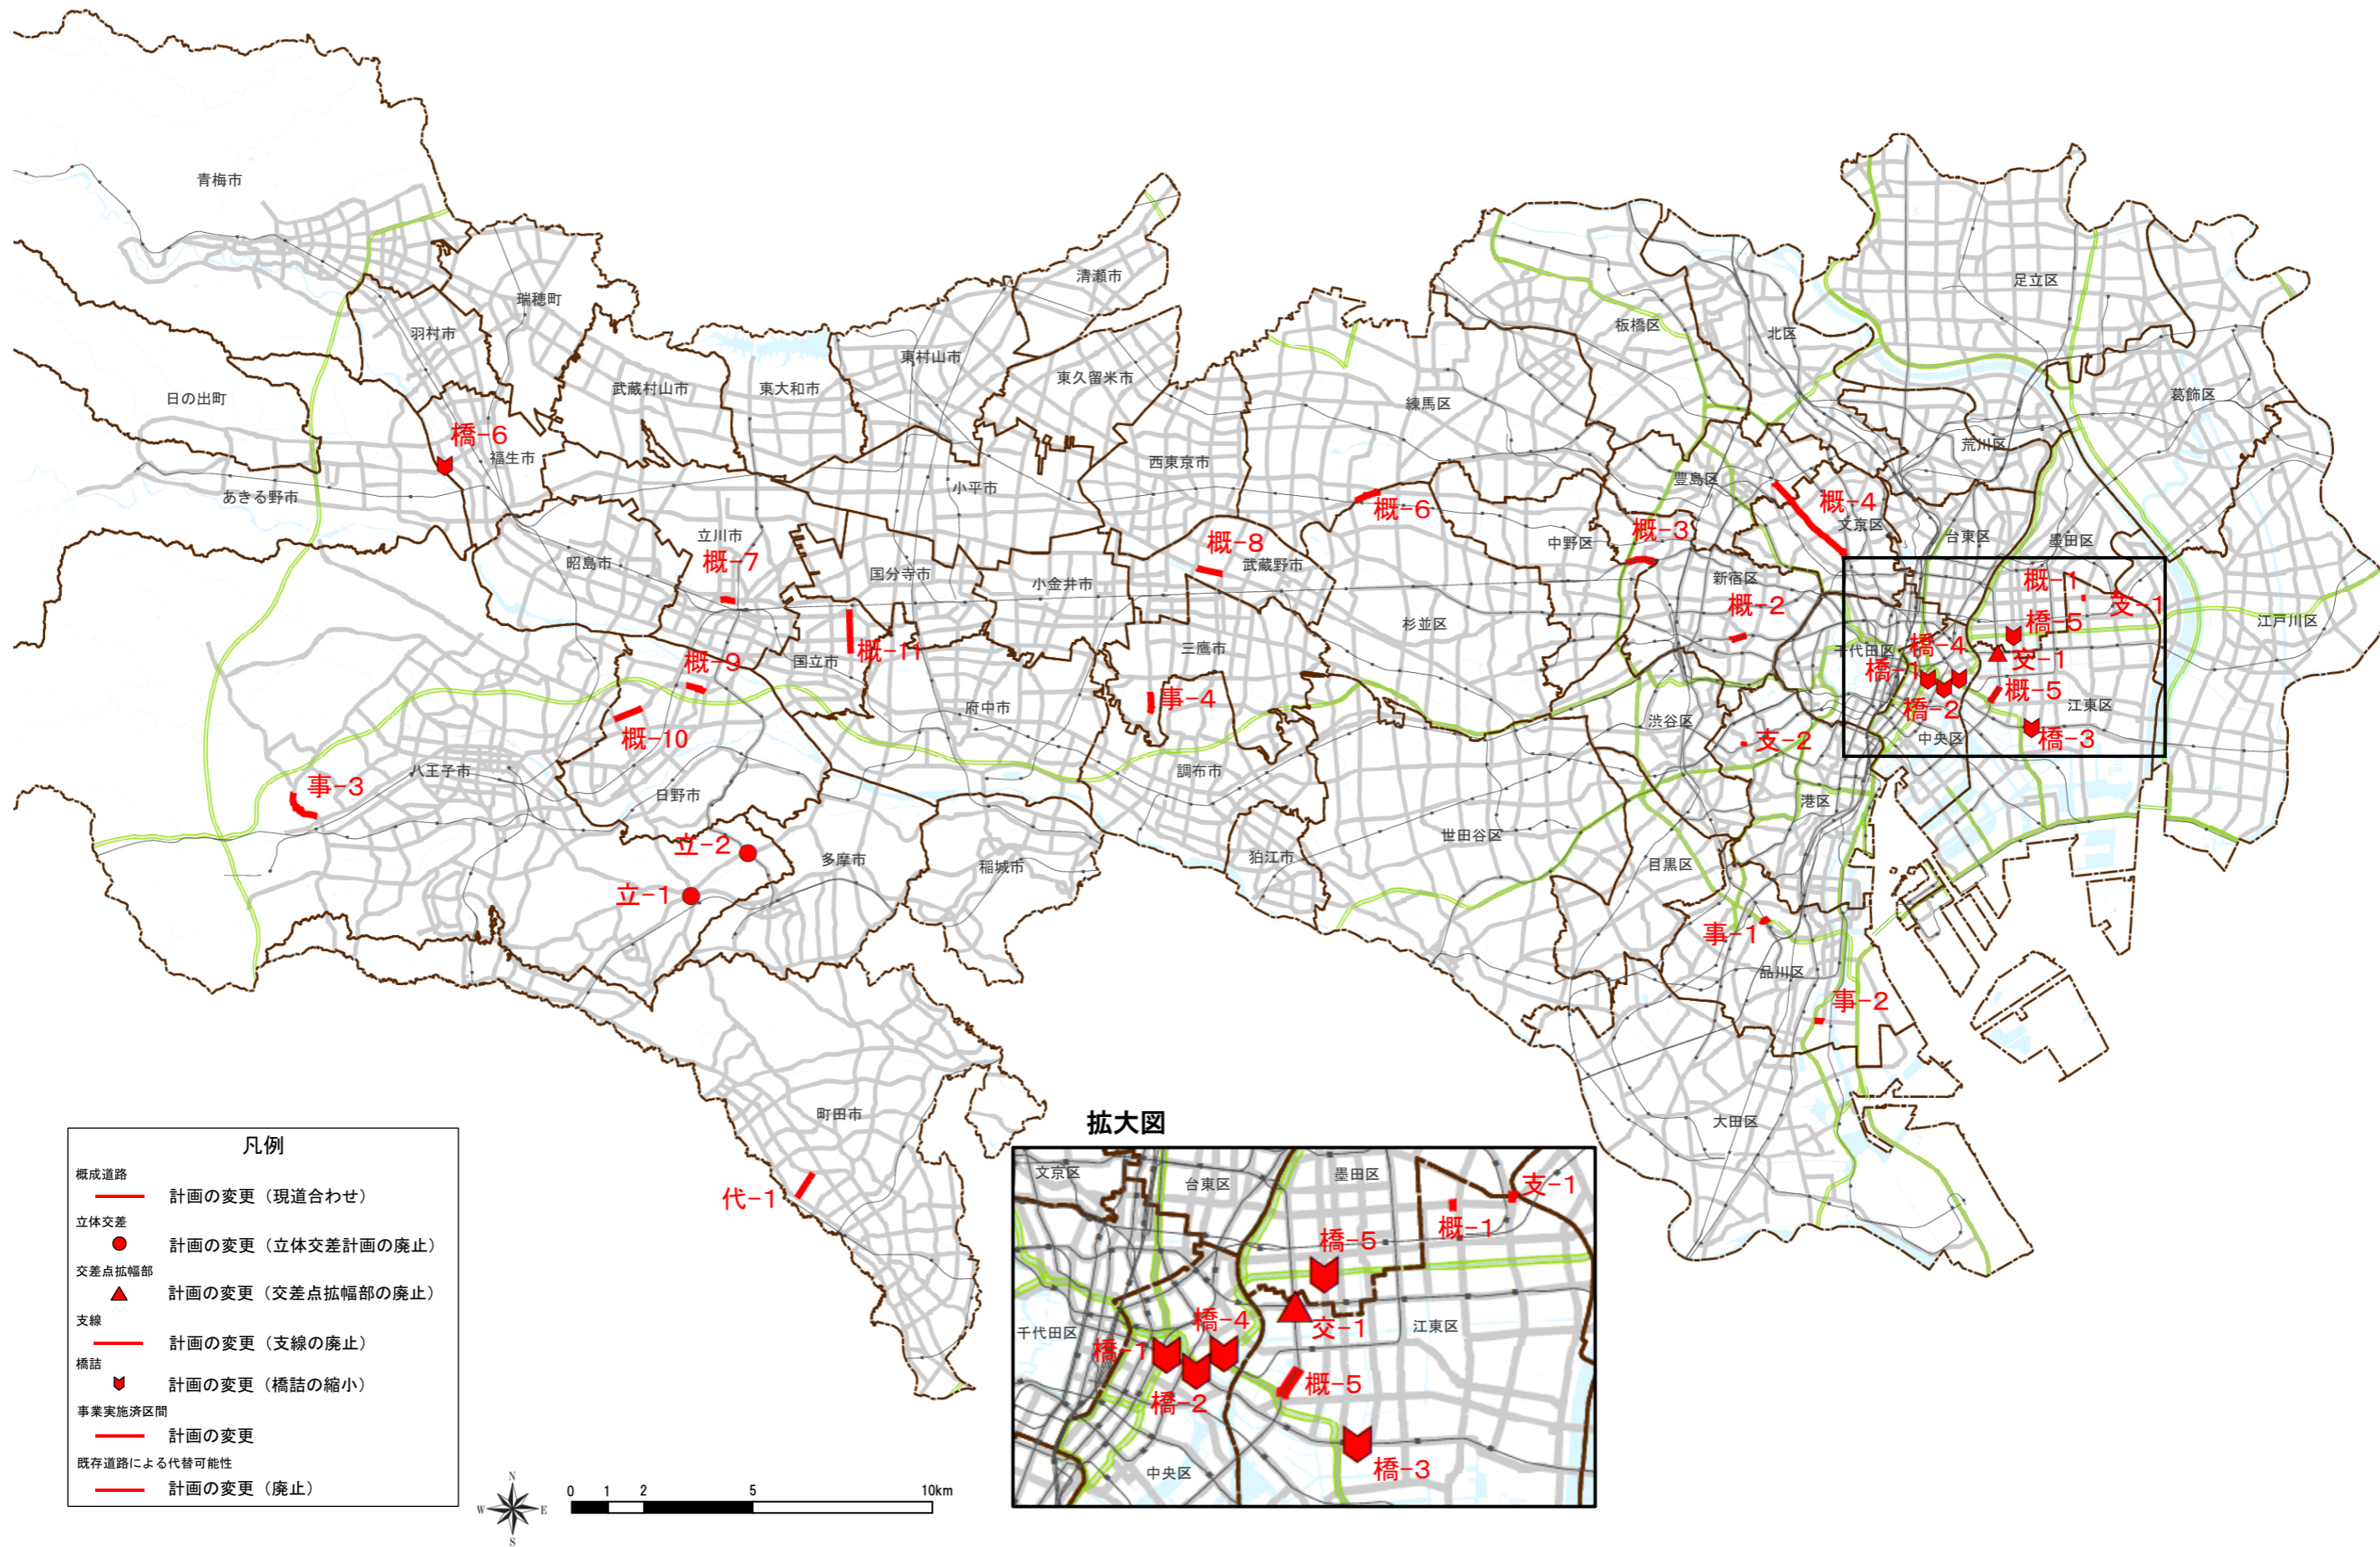 青梅市
瑞穂町
羽村市
日の出町
あきる野市
橋-6
福生市
武蔵村山市
東大和市
東村山市
清瀬市
東久留米市
西東京市
小平市
立川市
概-7
昭島市
国分寺市
小金井市
概-8
武蔵野市
概-6
練馬区
板橋区
北区
足立区
葛飾区
荒川区
豊島区
概-4
文京区
台東区
墨田区
中野区
概-3
新宿区
概-2
杉並区
三鷹市
事-4
国立市
概-11
概-9
概-10
府中市
概-1
支-1
橋-5
橋-4
千代田区
橋-1
交-1
概-5
橋-2
江東区
橋-3
中央区
江戸川区
渋谷区
支-2
港区
八王子市
事-3
日野市
調布市
立-2
立-1
多摩市
稲城市
狛江市
世田谷区
目黒区
事-1
品川区
事-2
大田区
町田市
代-1
凡例
概成道路
計画の変更（現道合わせ）
立体交差
計画の変更（立体交差計画の廃止）
交差点拡幅部
計画の変更（交差点拡幅部の廃止）
支線
計画の変更（支線の廃止）
橋詰
計画の変更（橋詰の縮小）
事業実施済区間
計画の変更
既存道路による代替可能性
計画の変更（廃止）
N
W E
S
0 1 2 5 10km
拡大図
文京区
台東区
墨田区
支-1
概-1
橋-5
橋-4
千代田区
橋-1
交-1
江東区
概-5
橋-2
橋-3
中央区